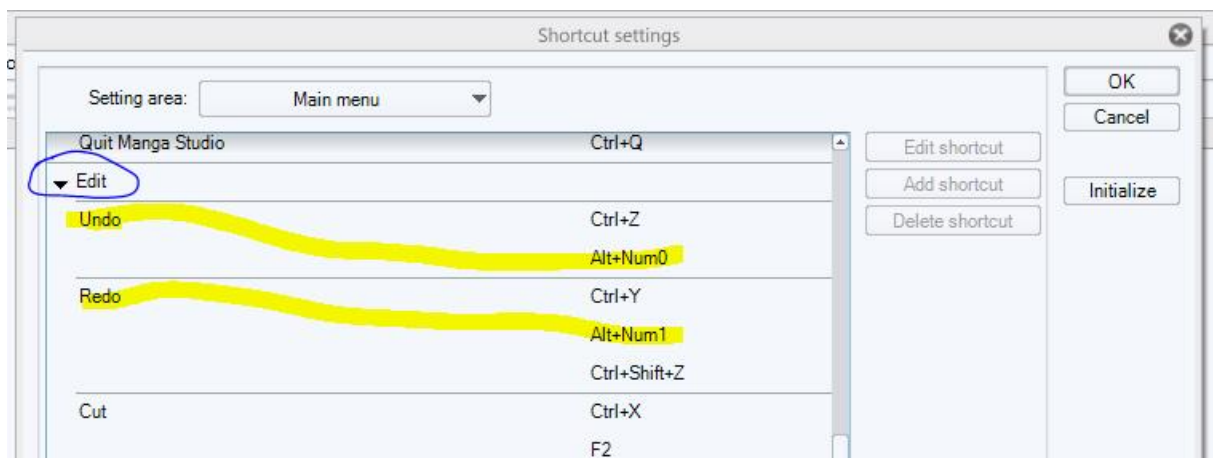 Shortcut settings
OK
Setting area: Main menu
Cancel
Quit Manga Studio Ctrl+Q
Edit shortcut
Edit
Add shortcut
Initialize
Undo Ctrl+Z
Delete shortcut
Alt+Num0
Redo Ctrl+Y
Alt+Num1
Ctrl+Shift+Z
Cut Ctrl+X
F2